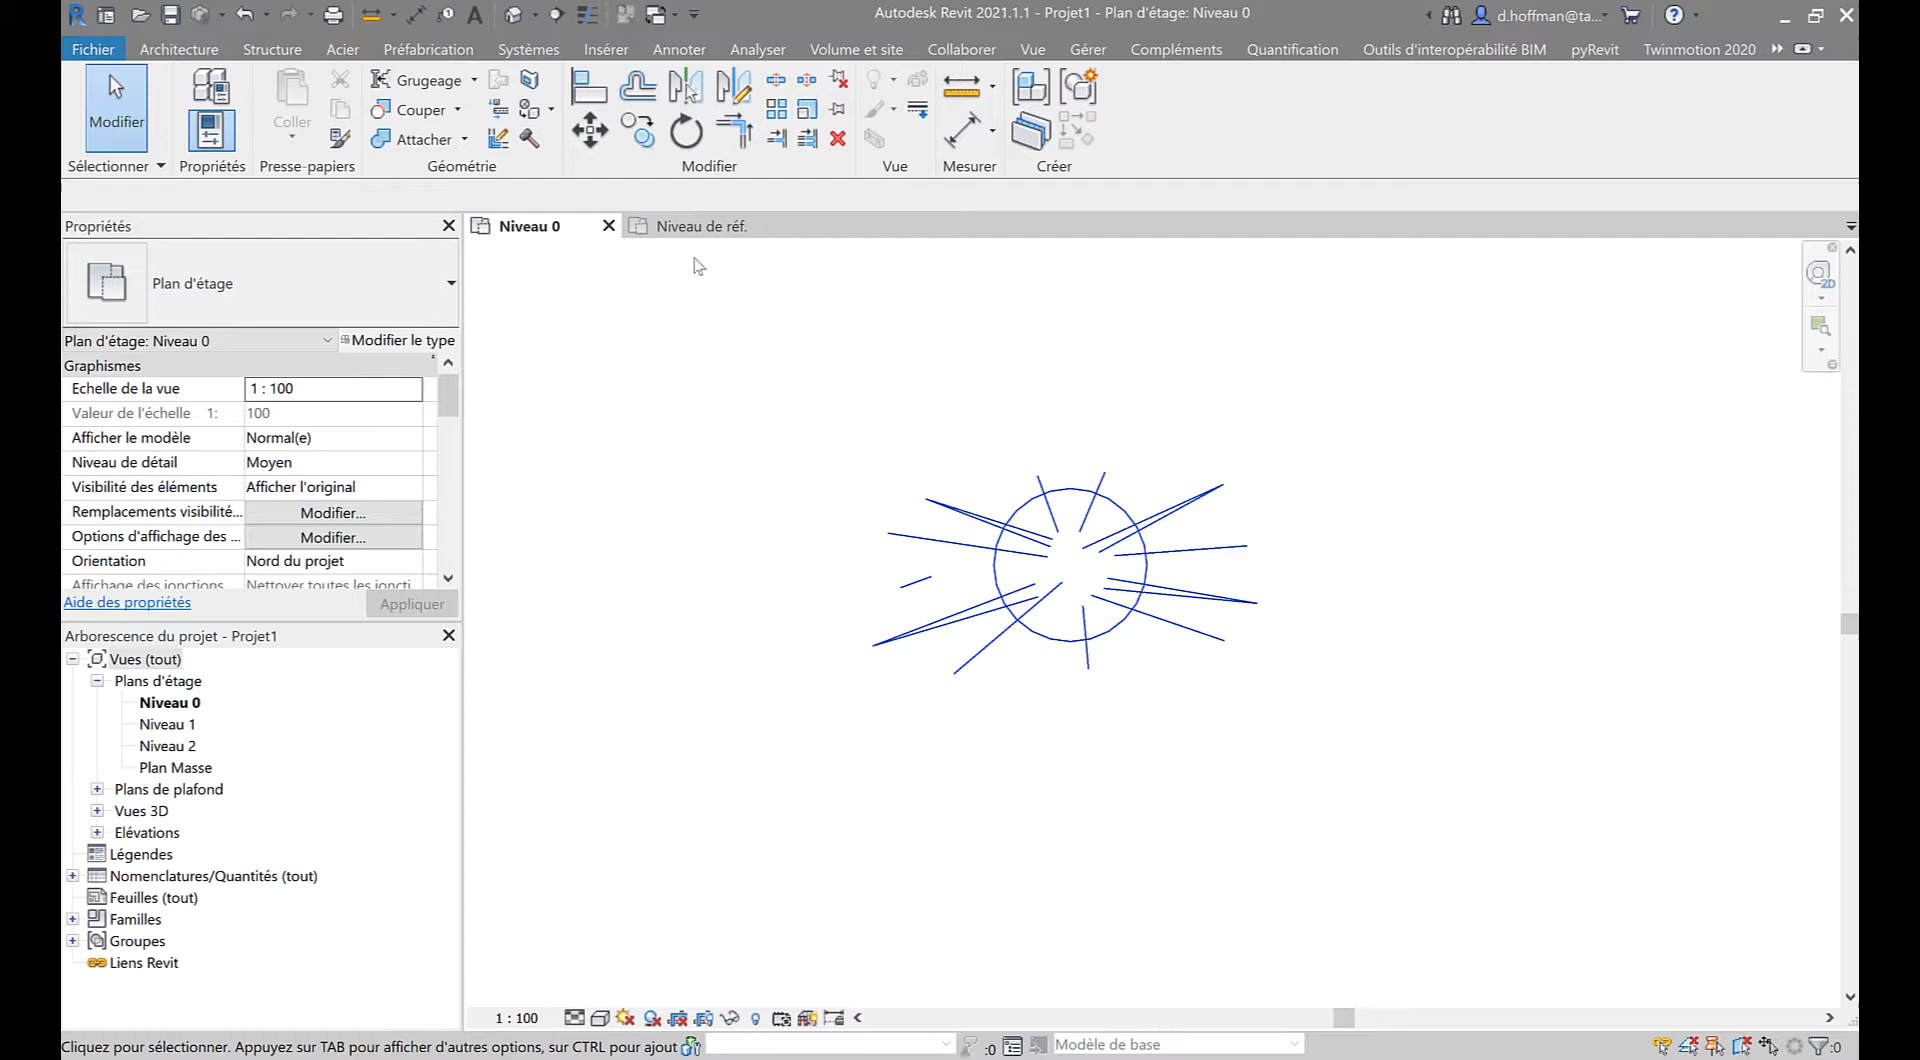 Autodesk Revit 2021.1.1 - Projet1 - Plan d'étage: Niveau 0
d.hoffman@ta...
Fichier Architecture Structure Acier Préfabrication Systèmes Insérer Annoter Analyser Volume et site Collaborer Vue Gérer Compléments Quantification Outils d'interopérabilité BIM pyRevit Twinmotion 2020
Modifier
Coller
Grugeage
Couper
Attacher
Sélectionner Propriétés Presse-papiers Géométrie Modifier Vue Mesurer Créer
Propriétés
Niveau 0
Niveau de réf.
Plan d'étage
Plan d'étage: Niveau 0
Modifier le type
Graphismes
Echelle de la vue 1 : 100
Valeur de l'échelle 1: 100
Afficher le modèle Normal(e)
Niveau de détail Moyen
Visibilité des éléments Afficher l'original
Remplacements visibilité... Modifier...
Options d'affichage des ... Modifier...
Orientation Nord du projet
Affichage des jonctions Nettoyer toutes les joncti
Aide des propriétés
Appliquer
Arborescence du projet - Projet1
Vues (tout)
Plans d'étage
Niveau 0
Niveau 1
Niveau 2
Plan Masse
Plans de plafond
Vues 3D
Elévations
Légendes
Nomenclatures/Quantités (tout)
Feuilles (tout)
Familles
Groupes
Liens Revit
2D
1 : 100
Cliquez pour sélectionner. Appuyez sur TAB pour afficher d'autres options, sur CTRL pour ajout
:0
Modèle de base
:0